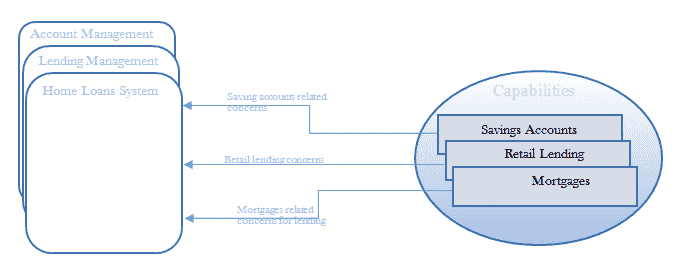 Account Management
Lending Management
Home Loans System
Saving accounts related
concerns
Retail lending concerns
Mortgages related
concerns for lending
Capabilities
Savings Accounts
Retail Lending
Mortgages